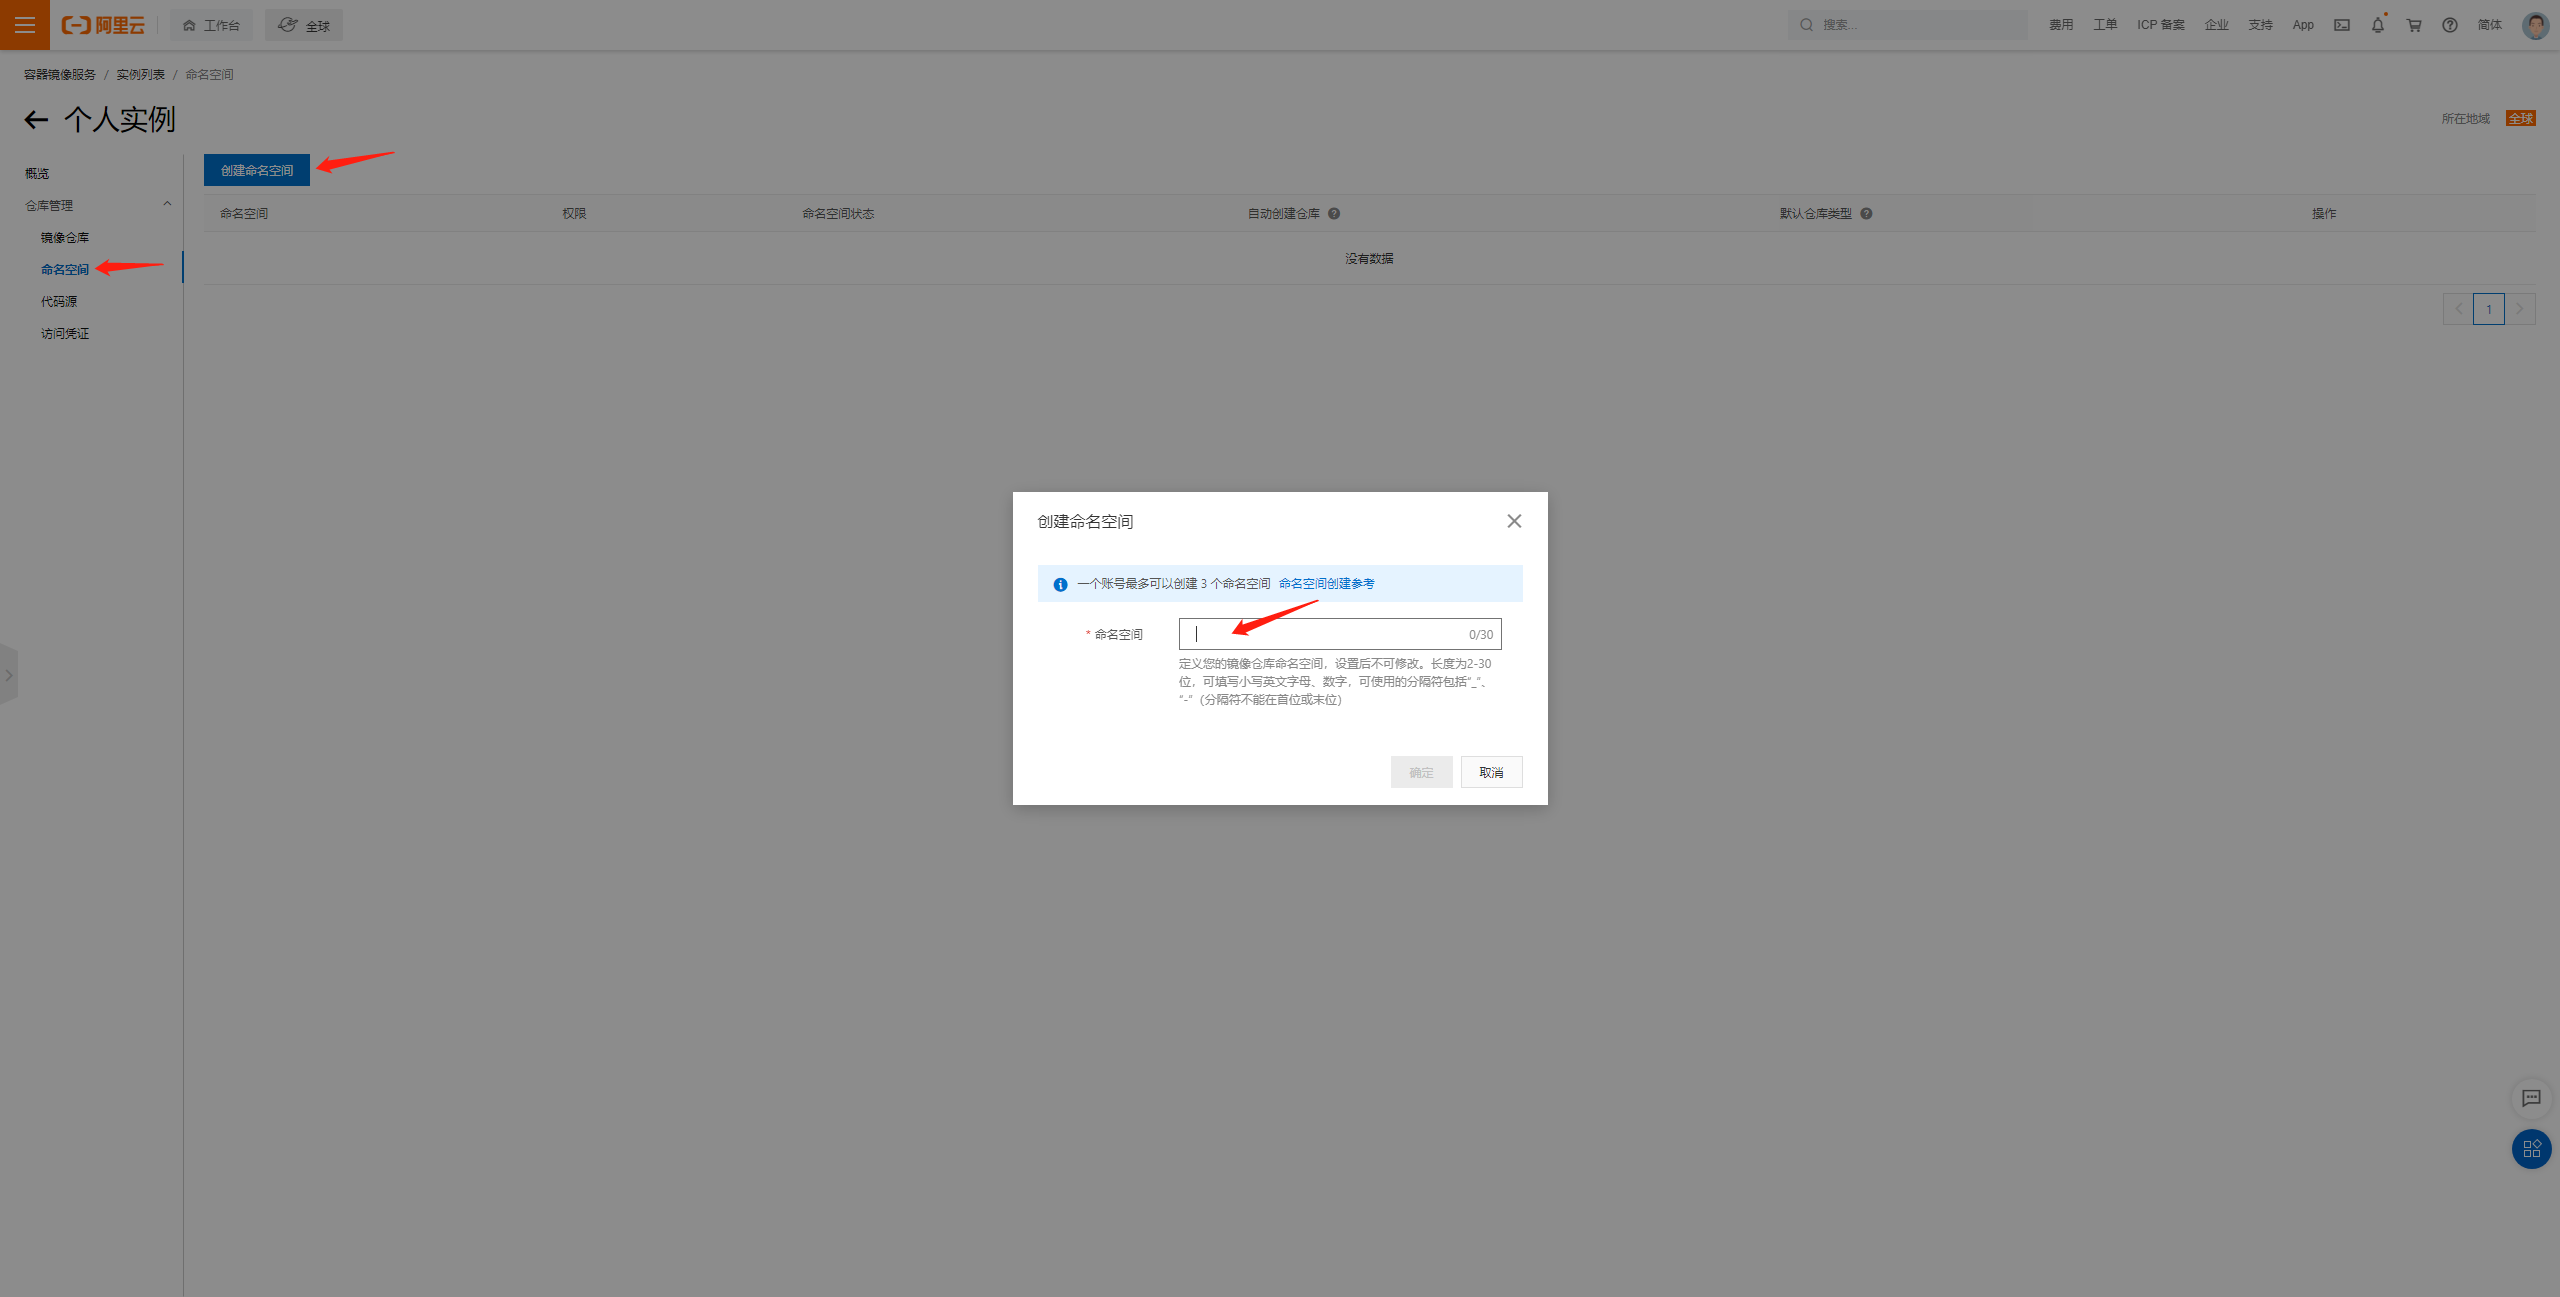 阿里云 工作台 全球 搜索... 费用 工单 ICP 备案 企业 支持 App 简体
容器镜像服务 / 实例列表 / 命名空间
个人实例
所在地域 全球
概览
仓库管理
镜像仓库
命名空间
代码源
访问凭证
创建命名空间
命名空间 权限 命名空间状态 自动创建仓库 默认仓库类型 操作
没有数据
1
创建命名空间
一个账号最多可以创建 3 个命名空间 命名空间创建参考
* 命名空间 0/30
定义您的镜像仓库命名空间，设置后不可修改。长度为2-30
位，可填写小写英文字母、数字，可使用的分隔符包括“_”、
“-”（分隔符不能在首位或末位）
确定 取消